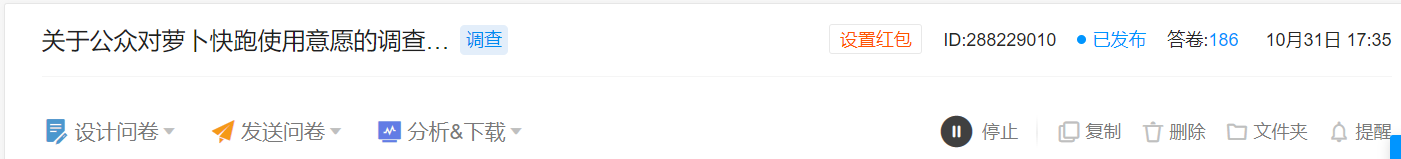 关于公众对萝卜快跑使用意愿的调查... 调查 设置红包 ID:288229010 已发布 答卷:186 10月31日 17:35
设计问卷 发送问卷 分析&下载 停止 复制 删除 文件夹 提醒